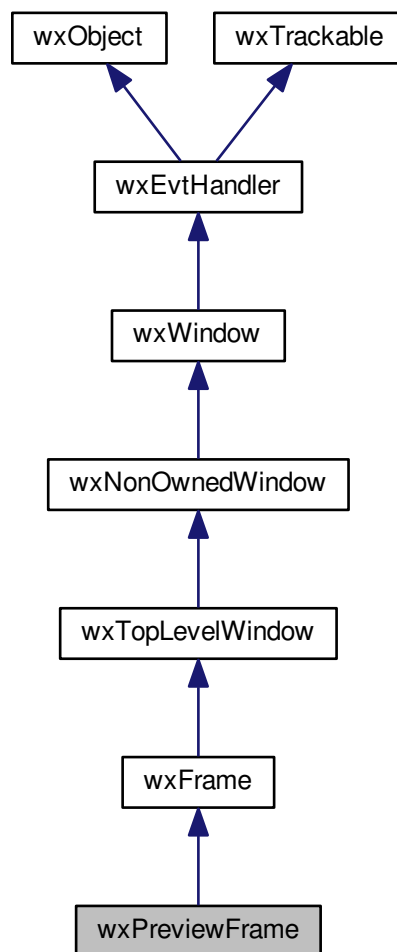 wxObject
wxTrackable
wxEvtHandler
wxWindow
wxNonOwnedWindow
wxTopLevelWindow
wxFrame
wxPreviewFrame